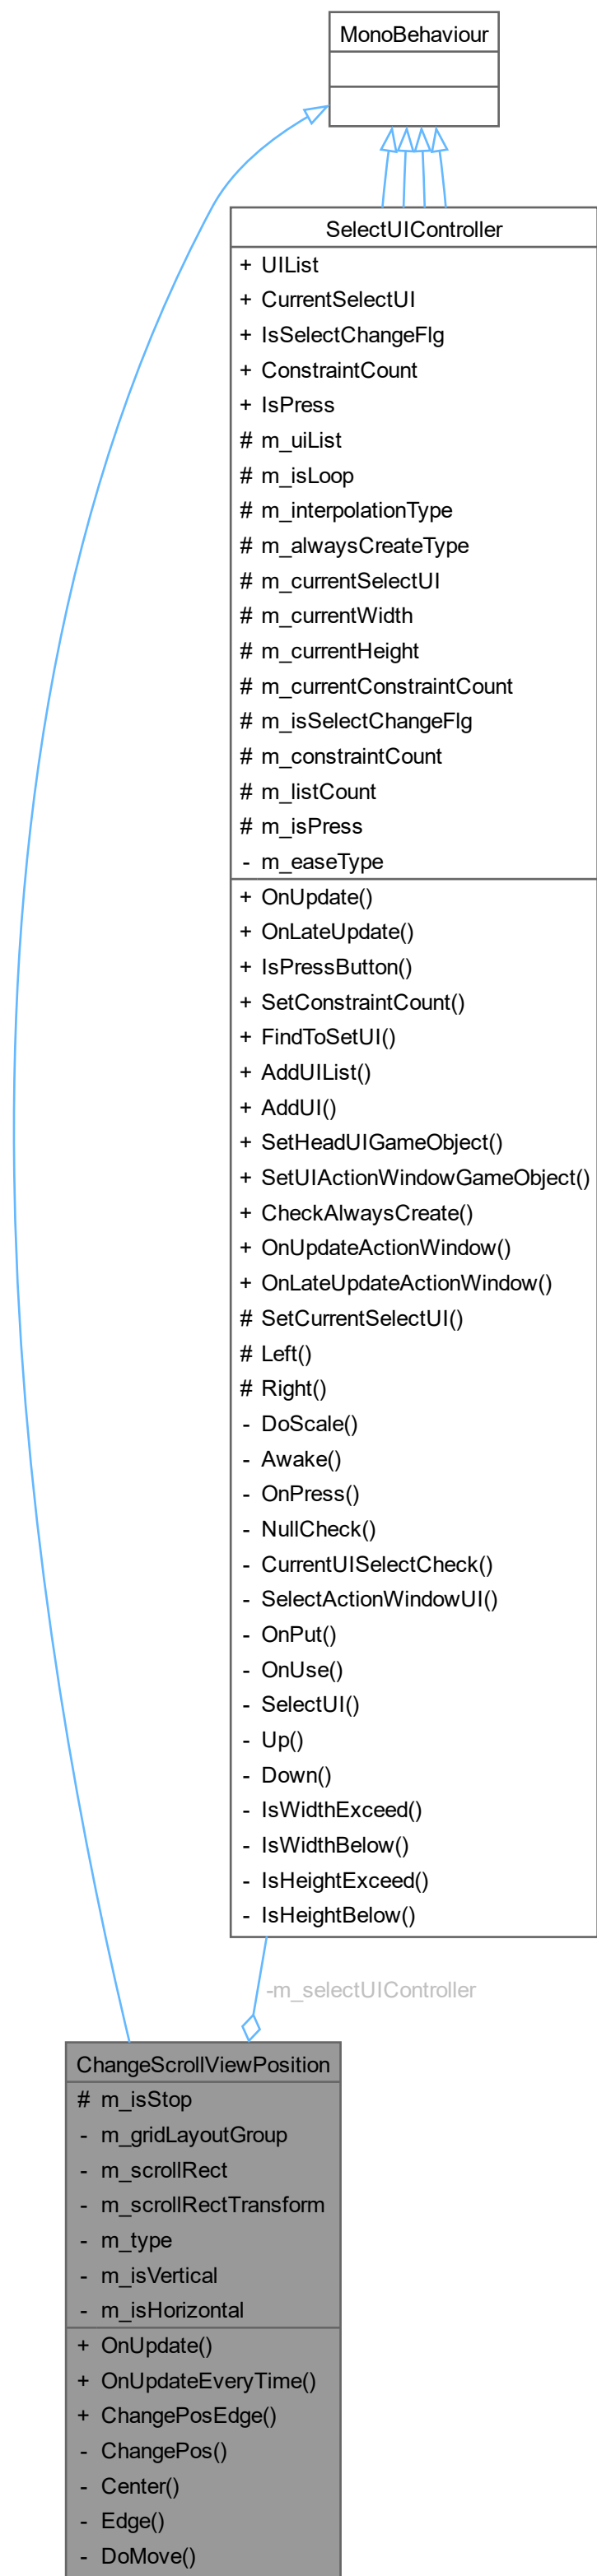 MonoBehaviour
SelectUIController
+ UIList
+ CurrentSelectUI
+ IsSelectChangeFlg
+ ConstraintCount
+ IsPress
# m_uiList
# m_isLoop
# m_interpolationType
# m_alwaysCreateType
# m_currentSelectUI
# m_currentWidth
# m_currentHeight
# m_currentConstraintCount
# m_isSelectChangeFlg
# m_constraintCount
# m_listCount
# m_isPress
- m_easeType
+ OnUpdate()
+ OnLateUpdate()
+ IsPressButton()
+ SetConstraintCount()
+ FindToSetUI()
+ AddUIList()
+ AddUI()
+ SetHeadUIGameObject()
+ SetUIActionWindowGameObject()
+ CheckAlwaysCreate()
+ OnUpdateActionWindow()
+ OnLateUpdateActionWindow()
# SetCurrentSelectUI()
# Left()
# Right()
- DoScale()
- Awake()
- OnPress()
- NullCheck()
- CurrentUISelectCheck()
- SelectActionWindowUI()
- OnPut()
- OnUse()
- SelectUI()
- Up()
- Down()
- IsWidthExceed()
- IsWidthBelow()
- IsHeightExceed()
- IsHeightBelow()
-m_selectUIController
ChangeScrollViewPosition
# m_isStop
- m_gridLayoutGroup
- m_scrollRect
- m_scrollRectTransform
- m_type
- m_isVertical
- m_isHorizontal
+ OnUpdate()
+ OnUpdateEveryTime()
+ ChangePosEdge()
- ChangePos()
- Center()
- Edge()
- DoMove()